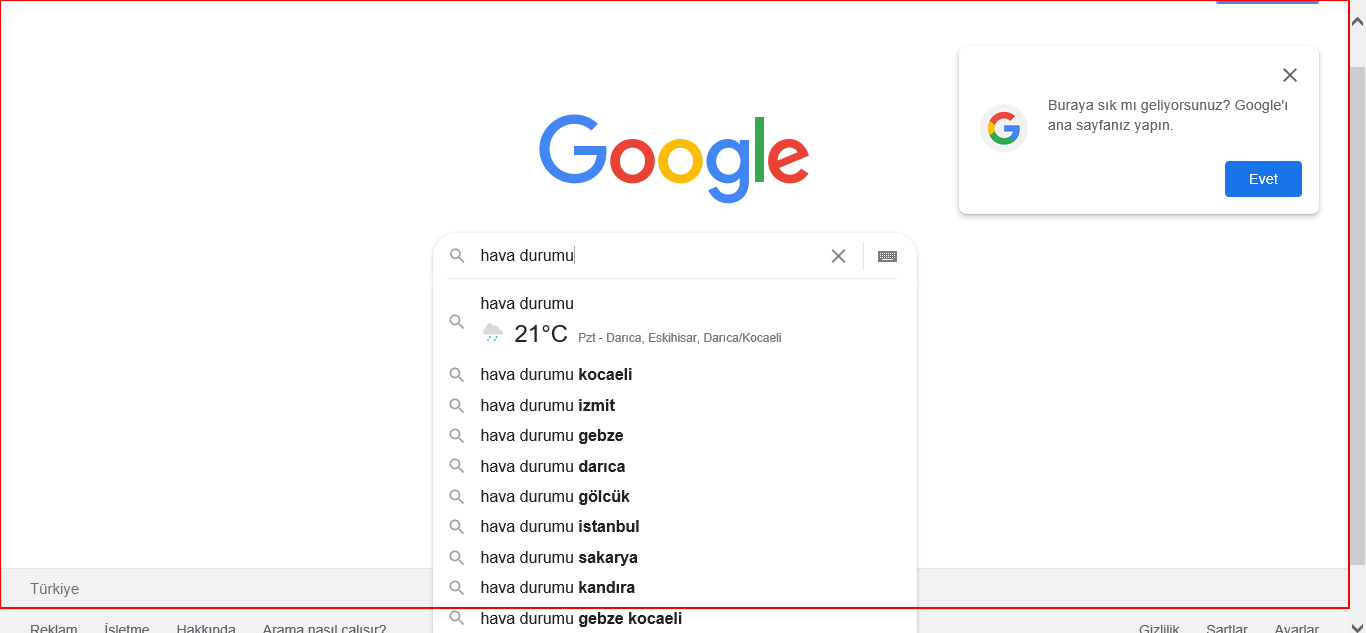 Google
Buraya sık mı geliyorsunuz? Google'ı
ana sayfanız yapın.
Evet
hava durumu
hava durumu
21°C Pzt - Darıca, Eskihisar, Darıca/Kocaeli
hava durumu kocaeli
hava durumu izmit
hava durumu gebze
hava durumu darıca
hava durumu gölcük
hava durumu istanbul
hava durumu sakarya
hava durumu kandıra
Türkiye
hava durumu gebze kocaeli
Reklam İşletme Hakkında Arama nasıl çalışır? Gizlilik Şartlar Ayarlar